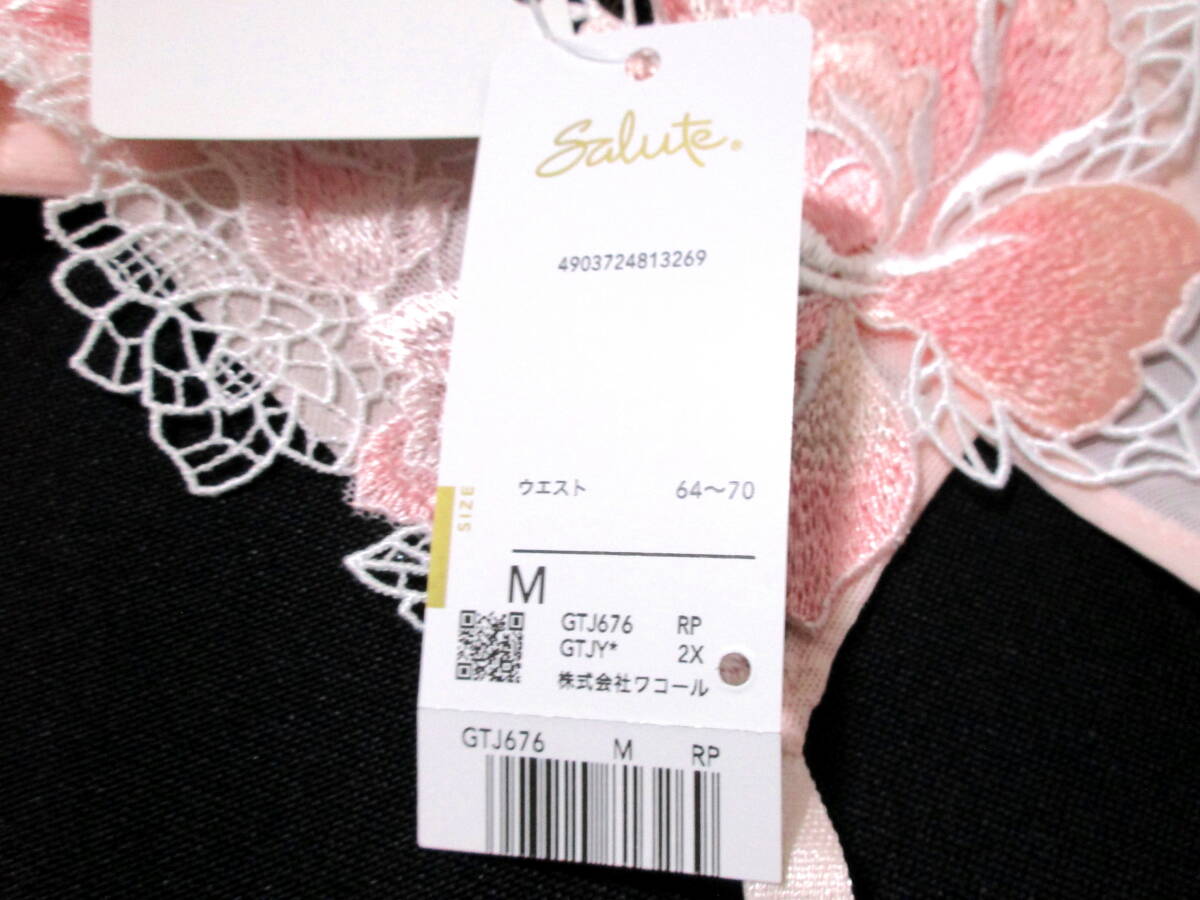 Salute®
4903724813269
ウエスト 64〜70
SIZE
M
GTJ676 RP
GTJY* 2X
株式会社ワコール
GTJ676 M RP